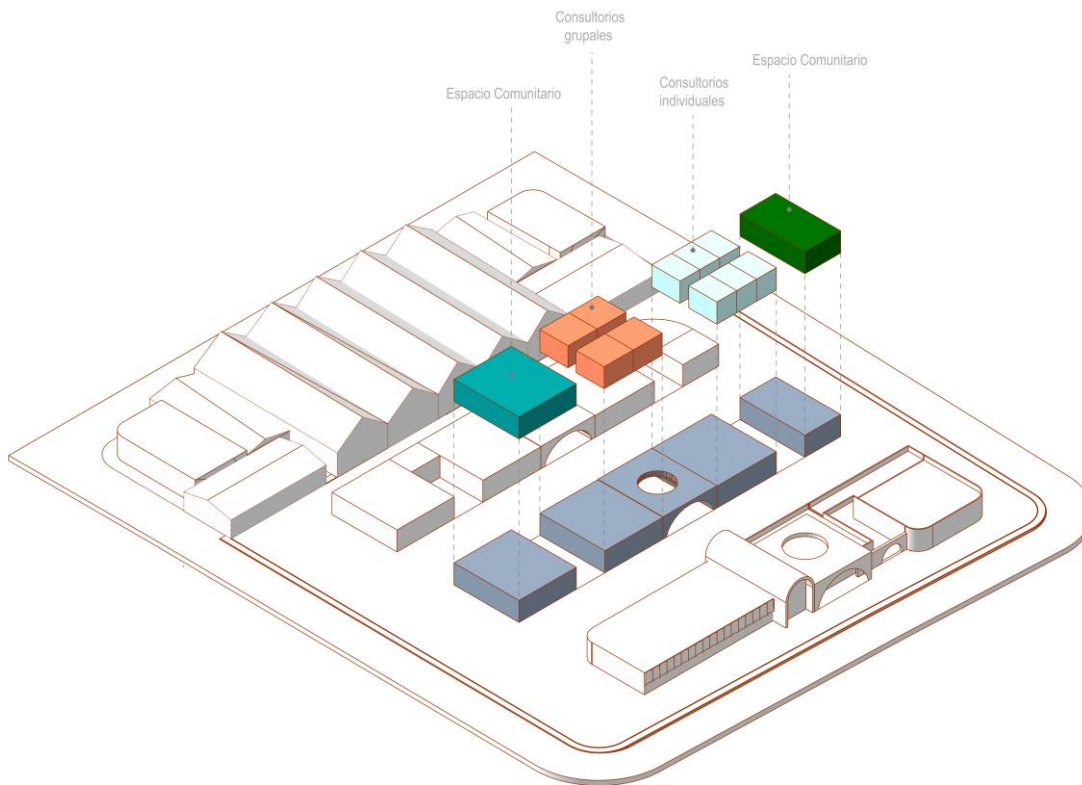 Consultorios
grupales
Espacio Comunitario
Consultorios
individuales
Espacio Comunitario